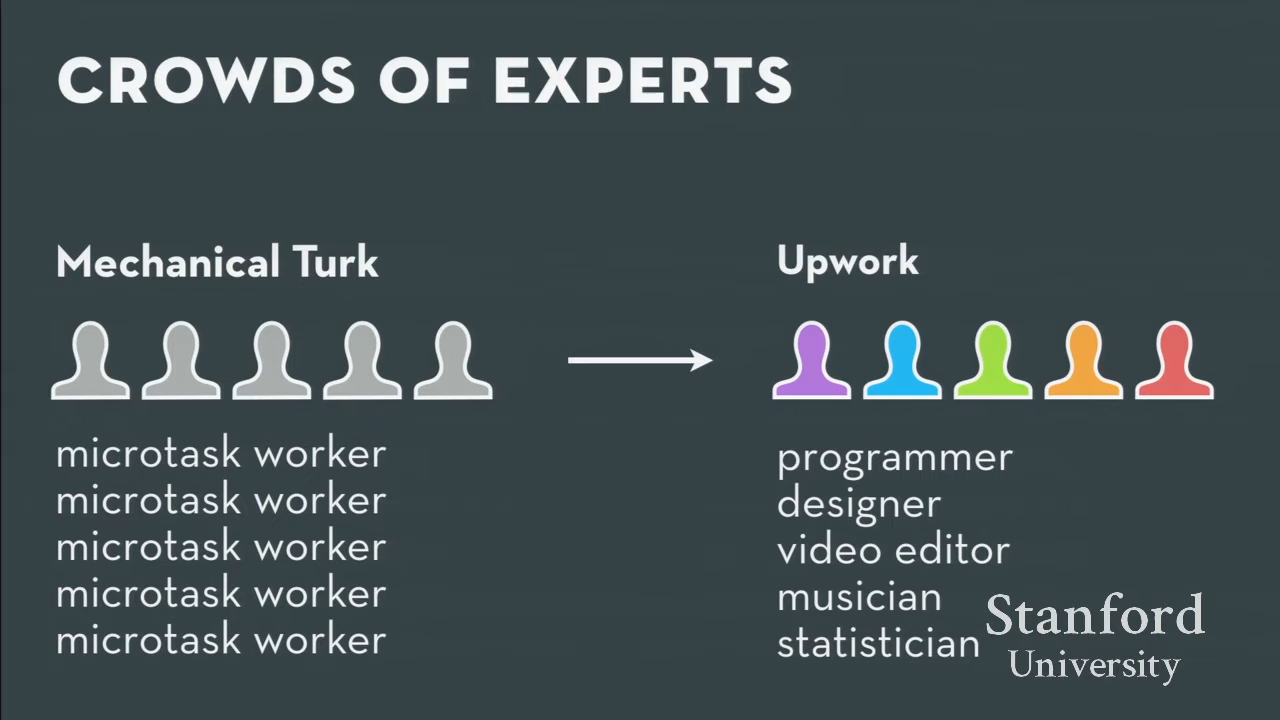 CROWDS OF EXPERTS
Mechanical Turk
microtask worker
microtask worker
microtask worker
microtask worker
microtask worker
Upwork
programmer
designer
video editor
musician
statistician
Stanford
University